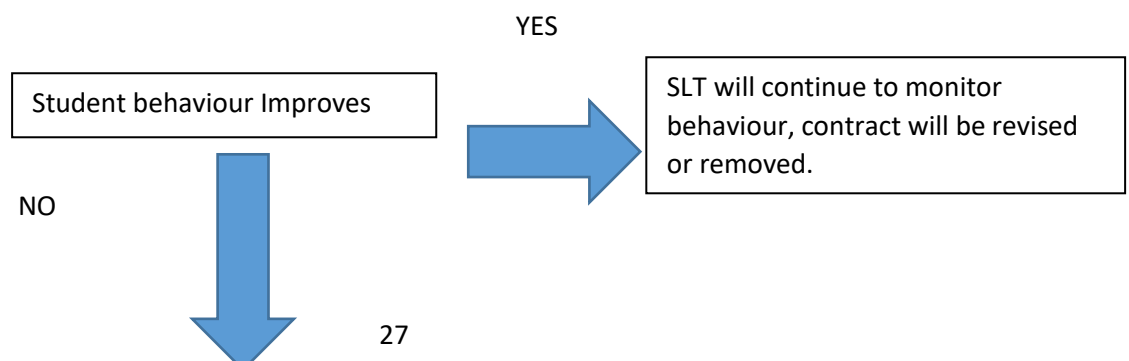 YES
Student behaviour Improves
SLT will continue to monitor
behaviour, contract will be revised
or removed.
NO
27